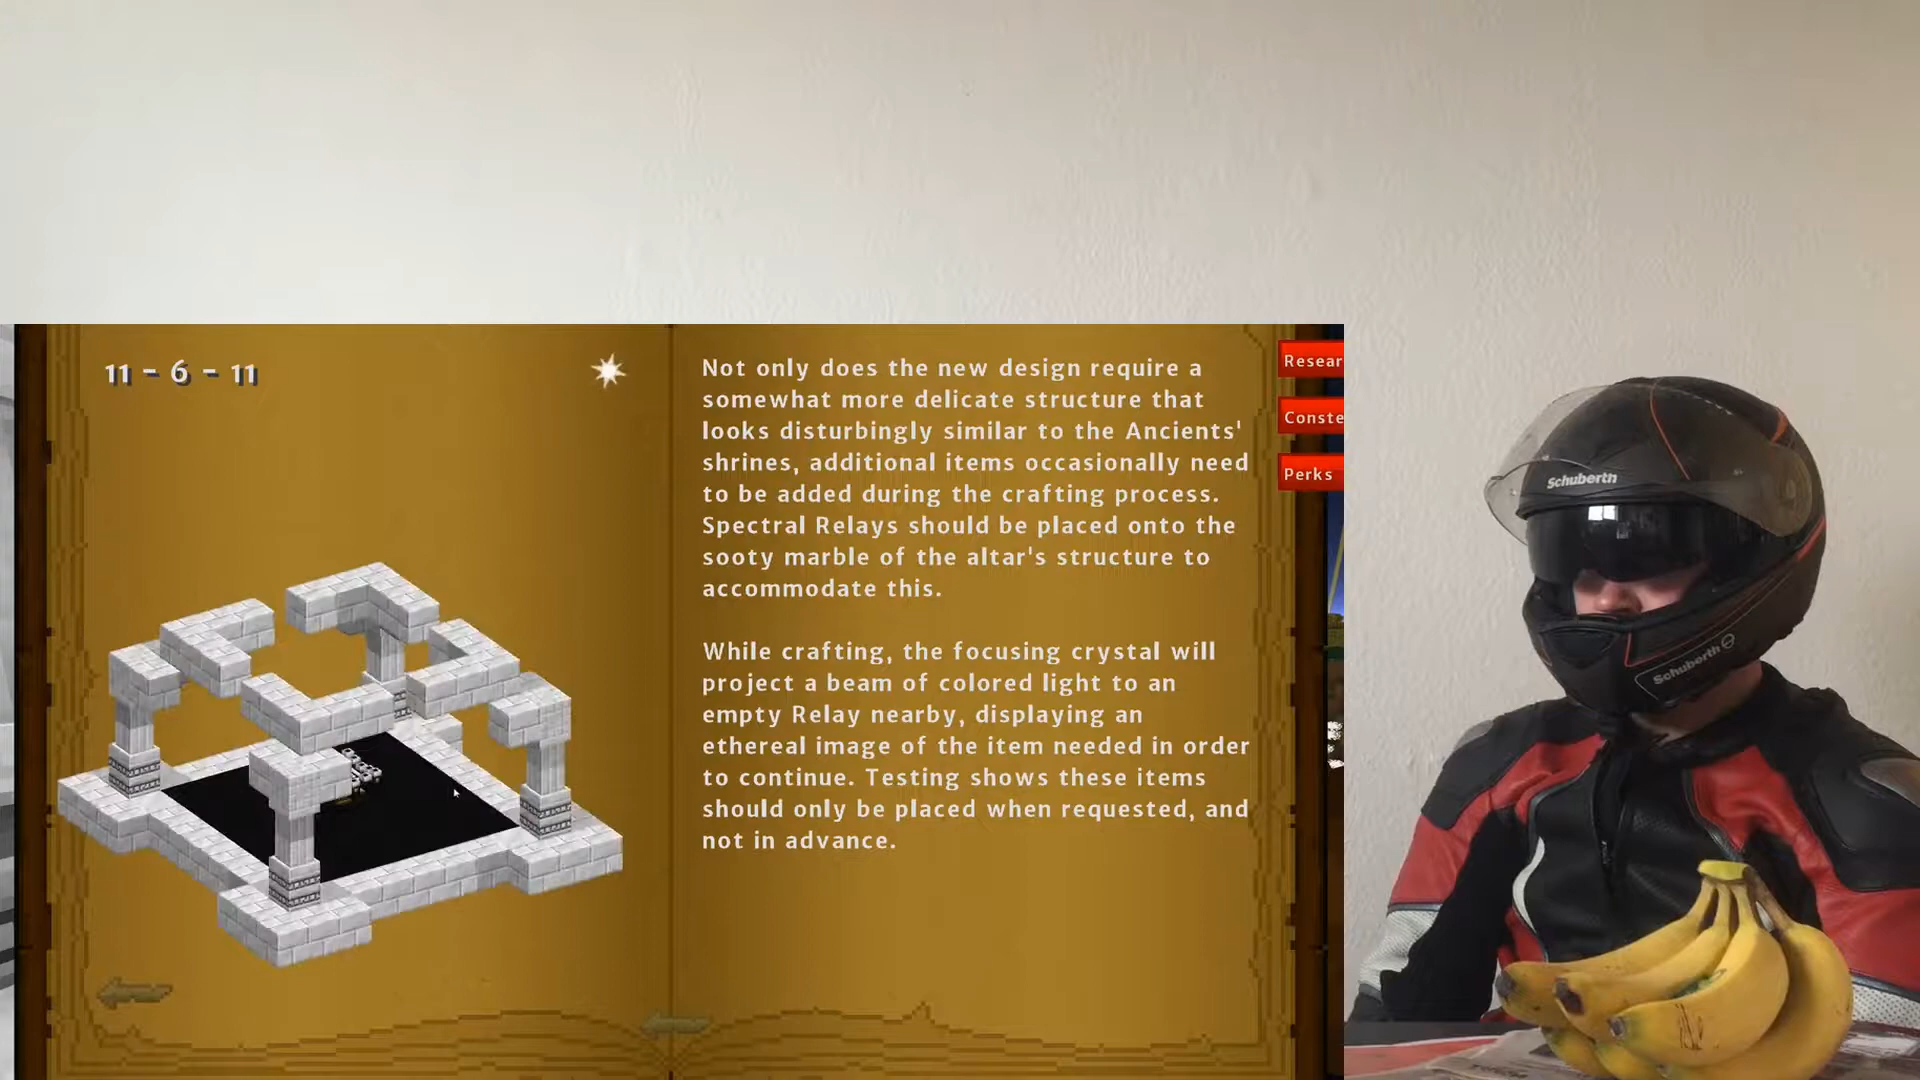 11 - 6 - 11
Not only does the new design require a
somewhat more delicate structure that
looks disturbingly similar to the Ancients'
shrines, additional items occasionally need
to be added during the crafting process.
Spectral Relays should be placed onto the
sooty marble of the altar's structure to
accommodate this.
While crafting, the focusing crystal will
project a beam of colored light to an
empty Relay nearby, displaying an
ethereal image of the item needed in order
to continue. Testing shows these items
should only be placed when requested, and
not in advance.
Resear
Conste
Perks
Schuberth
Schuberth